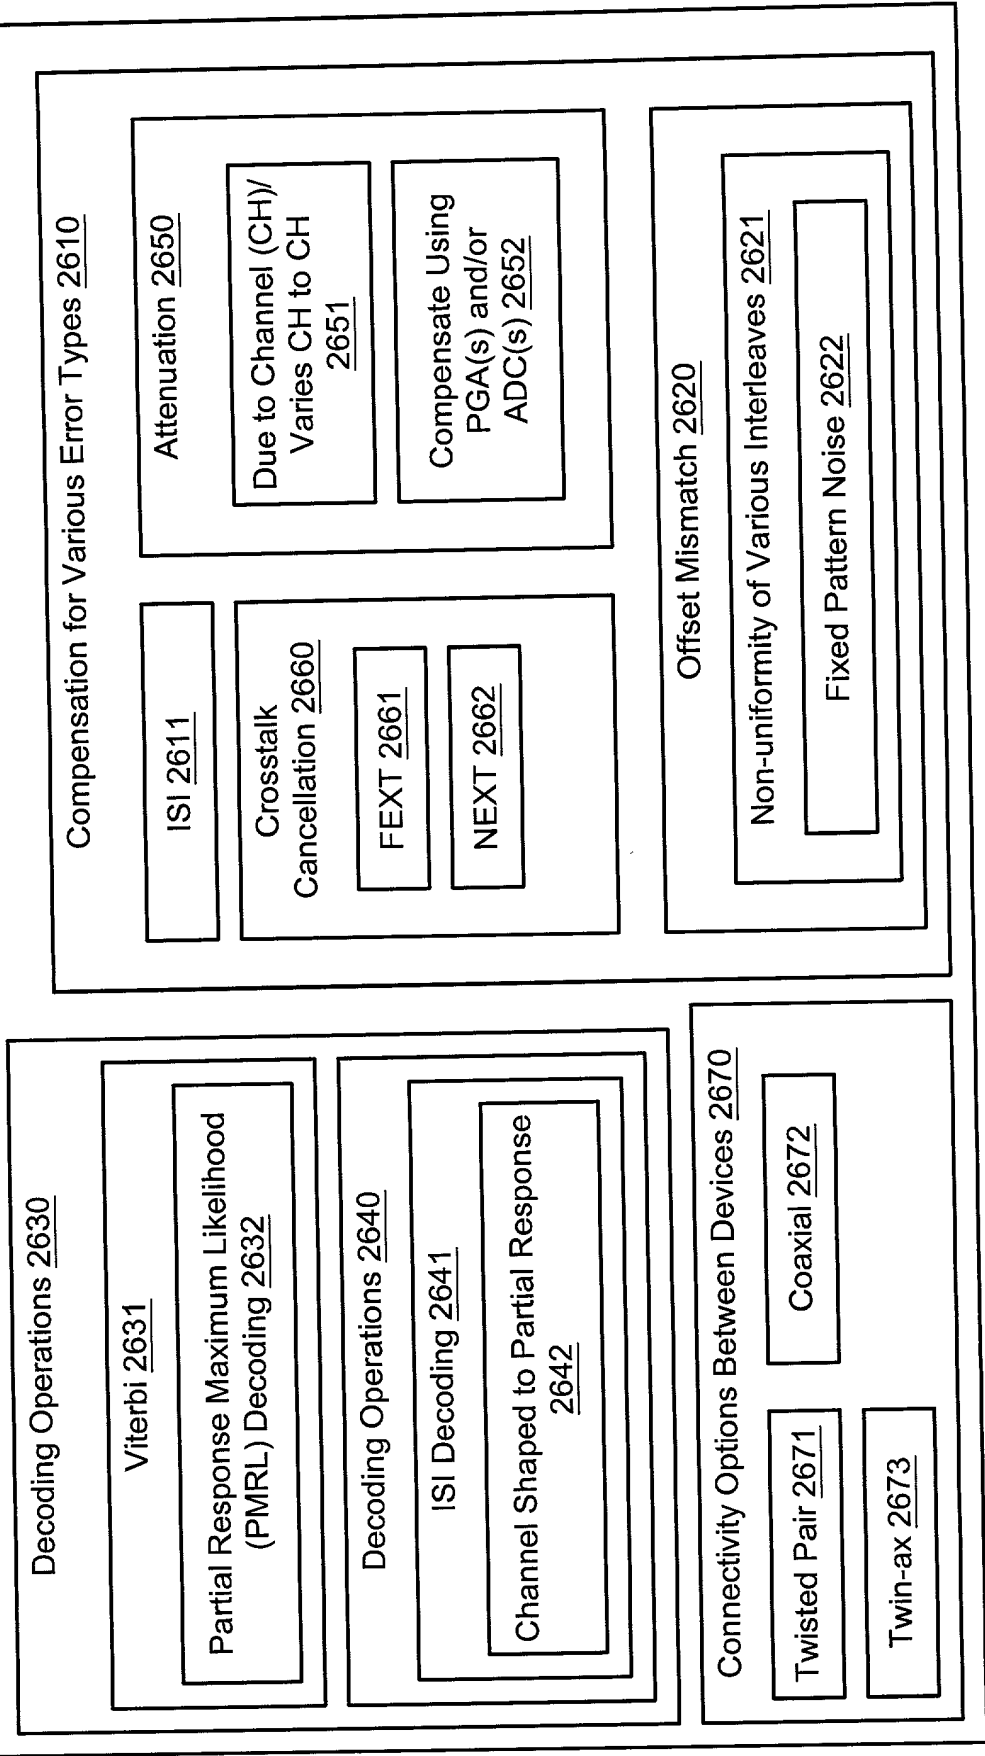 Decoding Operations 2630
Viterbi 2631
Partial Response Maximum Likelihood
(PMRL) Decoding 2632
Decoding Operations 2640
ISI Decoding 2641
Channel Shaped to Partial Response
2642
Connectivity Options Between Devices 2670
Twisted Pair 2671
Coaxial 2672
Twin-ax 2673
Compensation for Various Error Types 2610
ISI 2611
Crosstalk
Cancellation 2660
FEXT 2661
NEXT 2662
Attenuation 2650
Due to Channel (CH)/
Varies CH to CH
2651
Compensate Using
PGA(s) and/or
ADC(s) 2652
Offset Mismatch 2620
Non-uniformity of Various Interleaves 2621
Fixed Pattern Noise 2622